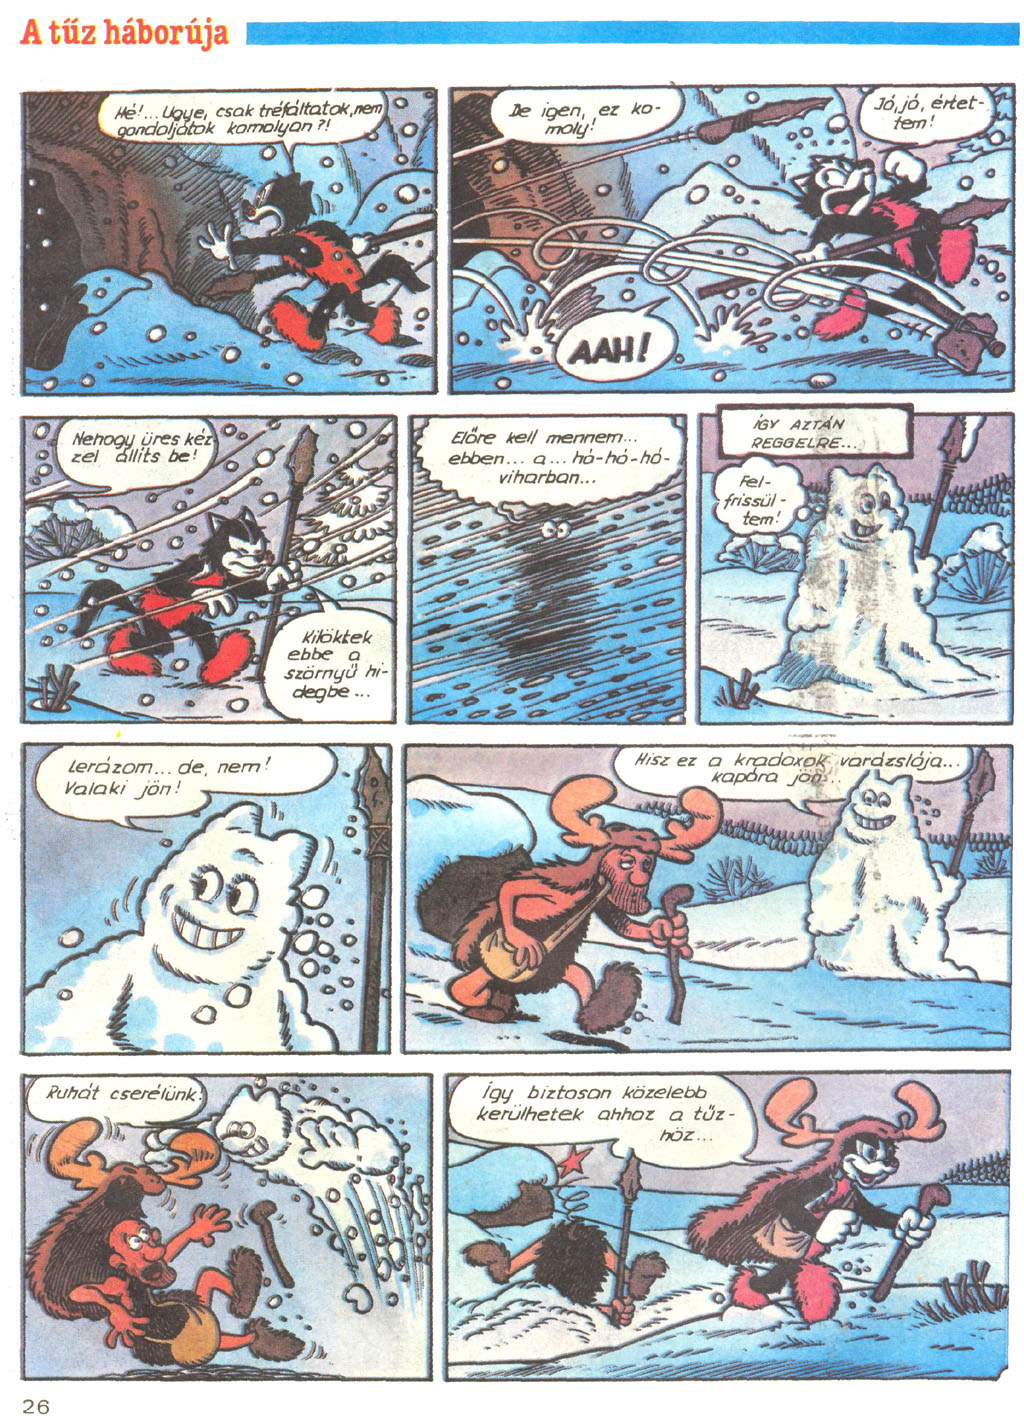 A tűz háborúja
Hé!... Ugye, csak tréfáltatok, nem
gondoljátok komolyan?!
De igen, ez ko-
moly!
Jó, jó, értet-
tem!
AAH!
Nehogy üres kéz-
zel állíts be!
Kilöktek
ebbe a
szörnyű hi-
degbe...
Előre kell mennem...
ebben... a... hó-hó-hó-
viharban...
ÍGY AZTÁN
REGGELRE...
Fel-
frissül-
tem!
Lerázom... de, nem!
Valaki jön!
Hisz ez a kradoxok varázslója...
kapóra jön...
Ruhát cserélünk!
Így biztosan közelebb
kerülhetek ahhoz a tűz-
höz...
26